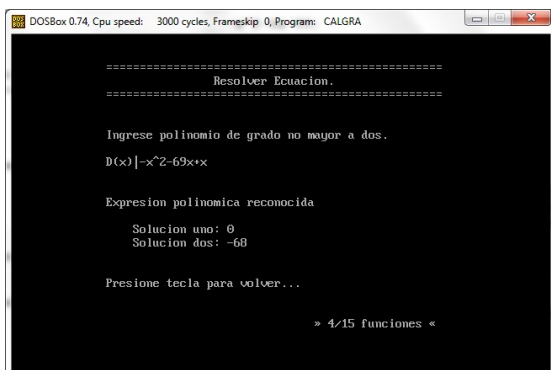 DOSBox 0.74, Cpu speed: 3000 cycles, Frameskip 0, Program: CALGRA
==================================================
Resolver Ecuacion.
==================================================
Ingrese polinomio de grado no mayor a dos.
D(x)|-x^2-69x+x
Expresion polinomica reconocida
Solucion uno: 0
Solucion dos: -68
Presione tecla para volver...
» 4/15 funciones «